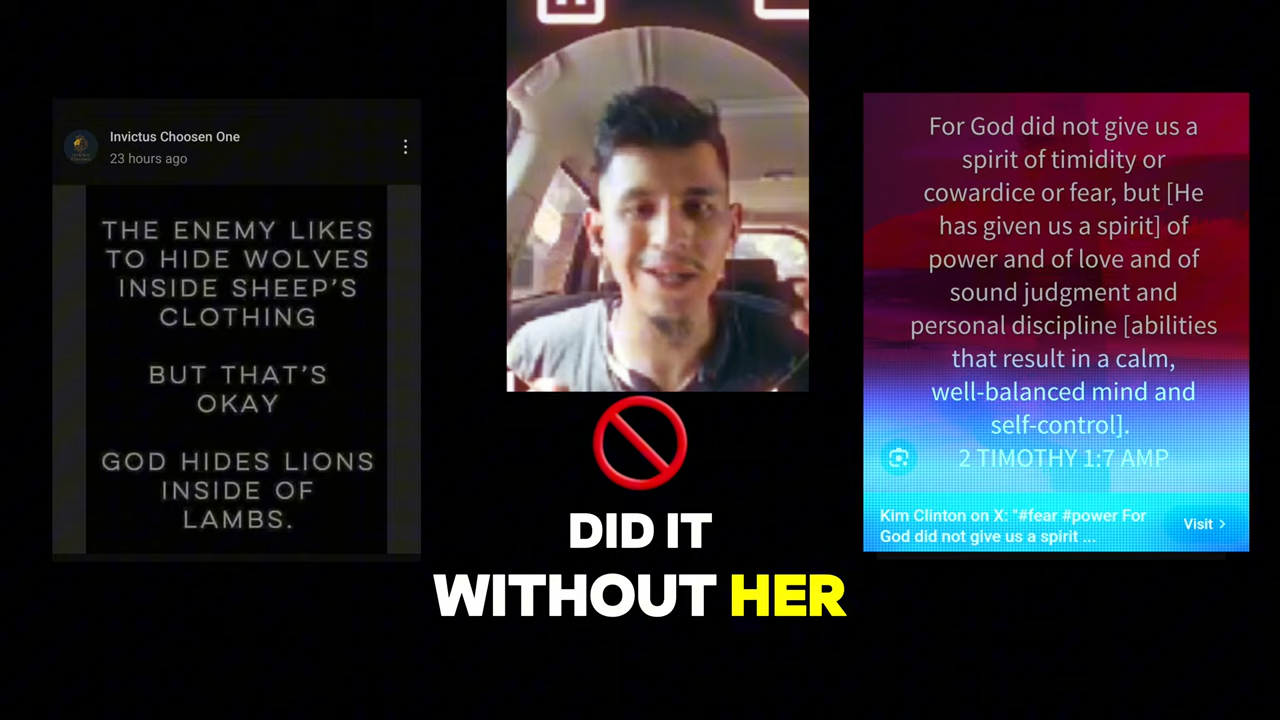 Invictus Choosen One
23 hours ago
THE ENEMY LIKES
TO HIDE WOLVES
INSIDE SHEEP'S
CLOTHING
BUT THAT'S
OKAY
GOD HIDES LIONS
INSIDE OF
LAMBS.
DID IT
WITHOUT HER
For God did not give us a
spirit of timidity or
cowardice or fear, but [He
has given us a spirit] of
power and of love and of
sound judgment and
personal discipline [abilities
that result in a calm,
well-balanced mind and
self-control].
2 TIMOTHY 1:7 AMP
Kim Clinton on X: "#fear #power For
God did not give us a spirit ...
Visit >